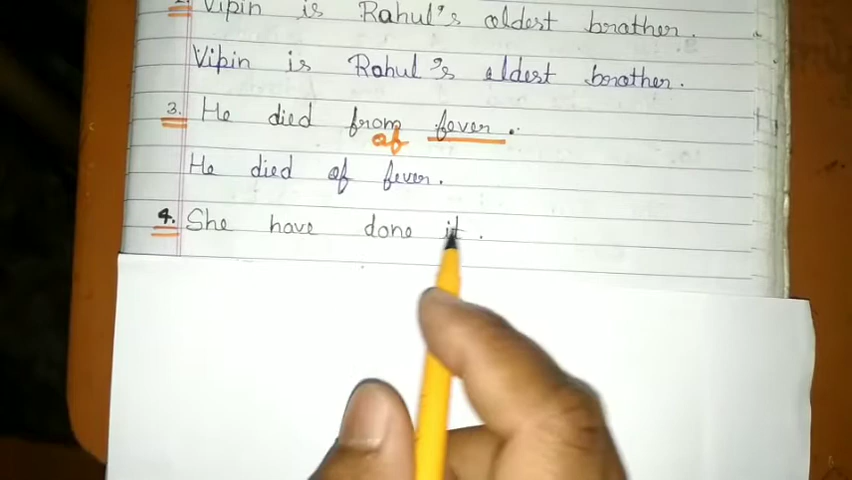 2. Vipin is Rahul's oldest brother.
Vipin is Rahul's eldest brother.
3. He died from fever.
of
He died of fever.
4. She have done it.